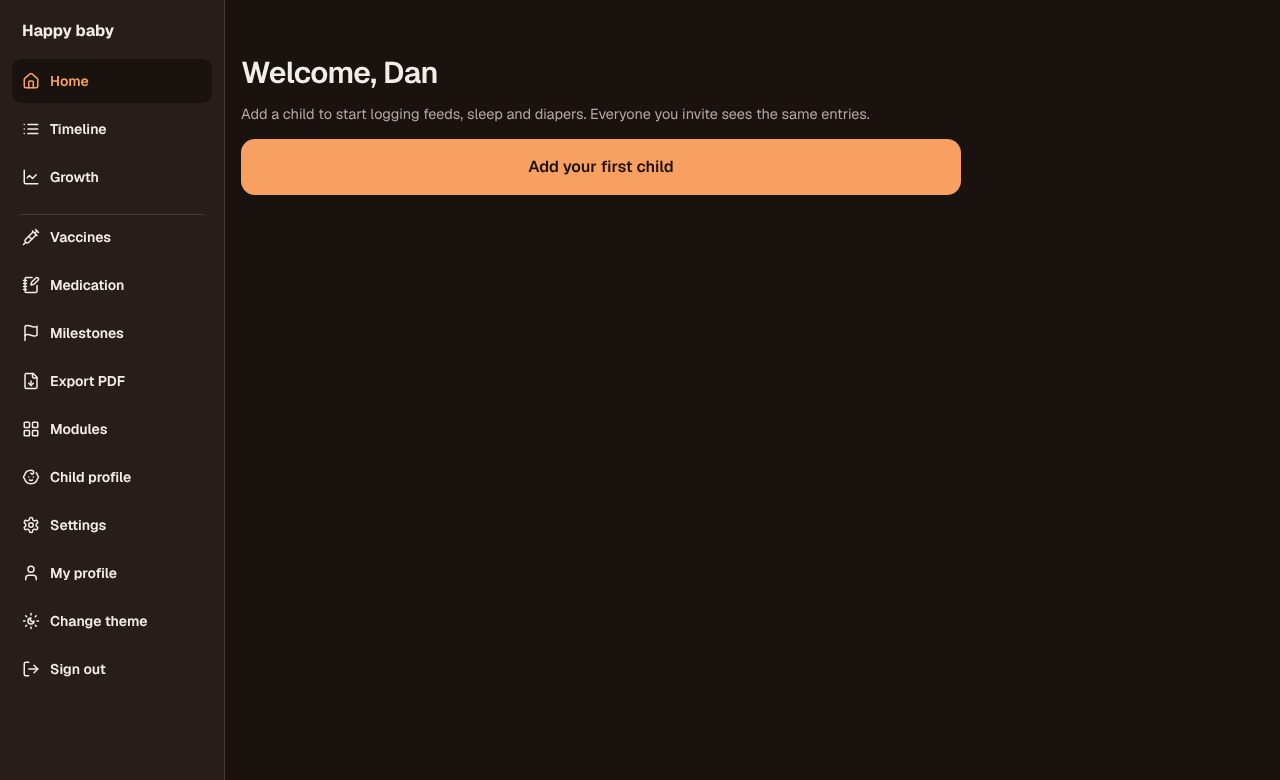 Happy baby
Home
Timeline
Growth
Vaccines
Medication
Milestones
Export PDF
Modules
Child profile
Settings
My profile
Change theme
Sign out
Welcome, Dan
Add a child to start logging feeds, sleep and diapers. Everyone you invite sees the same entries.
Add your first child